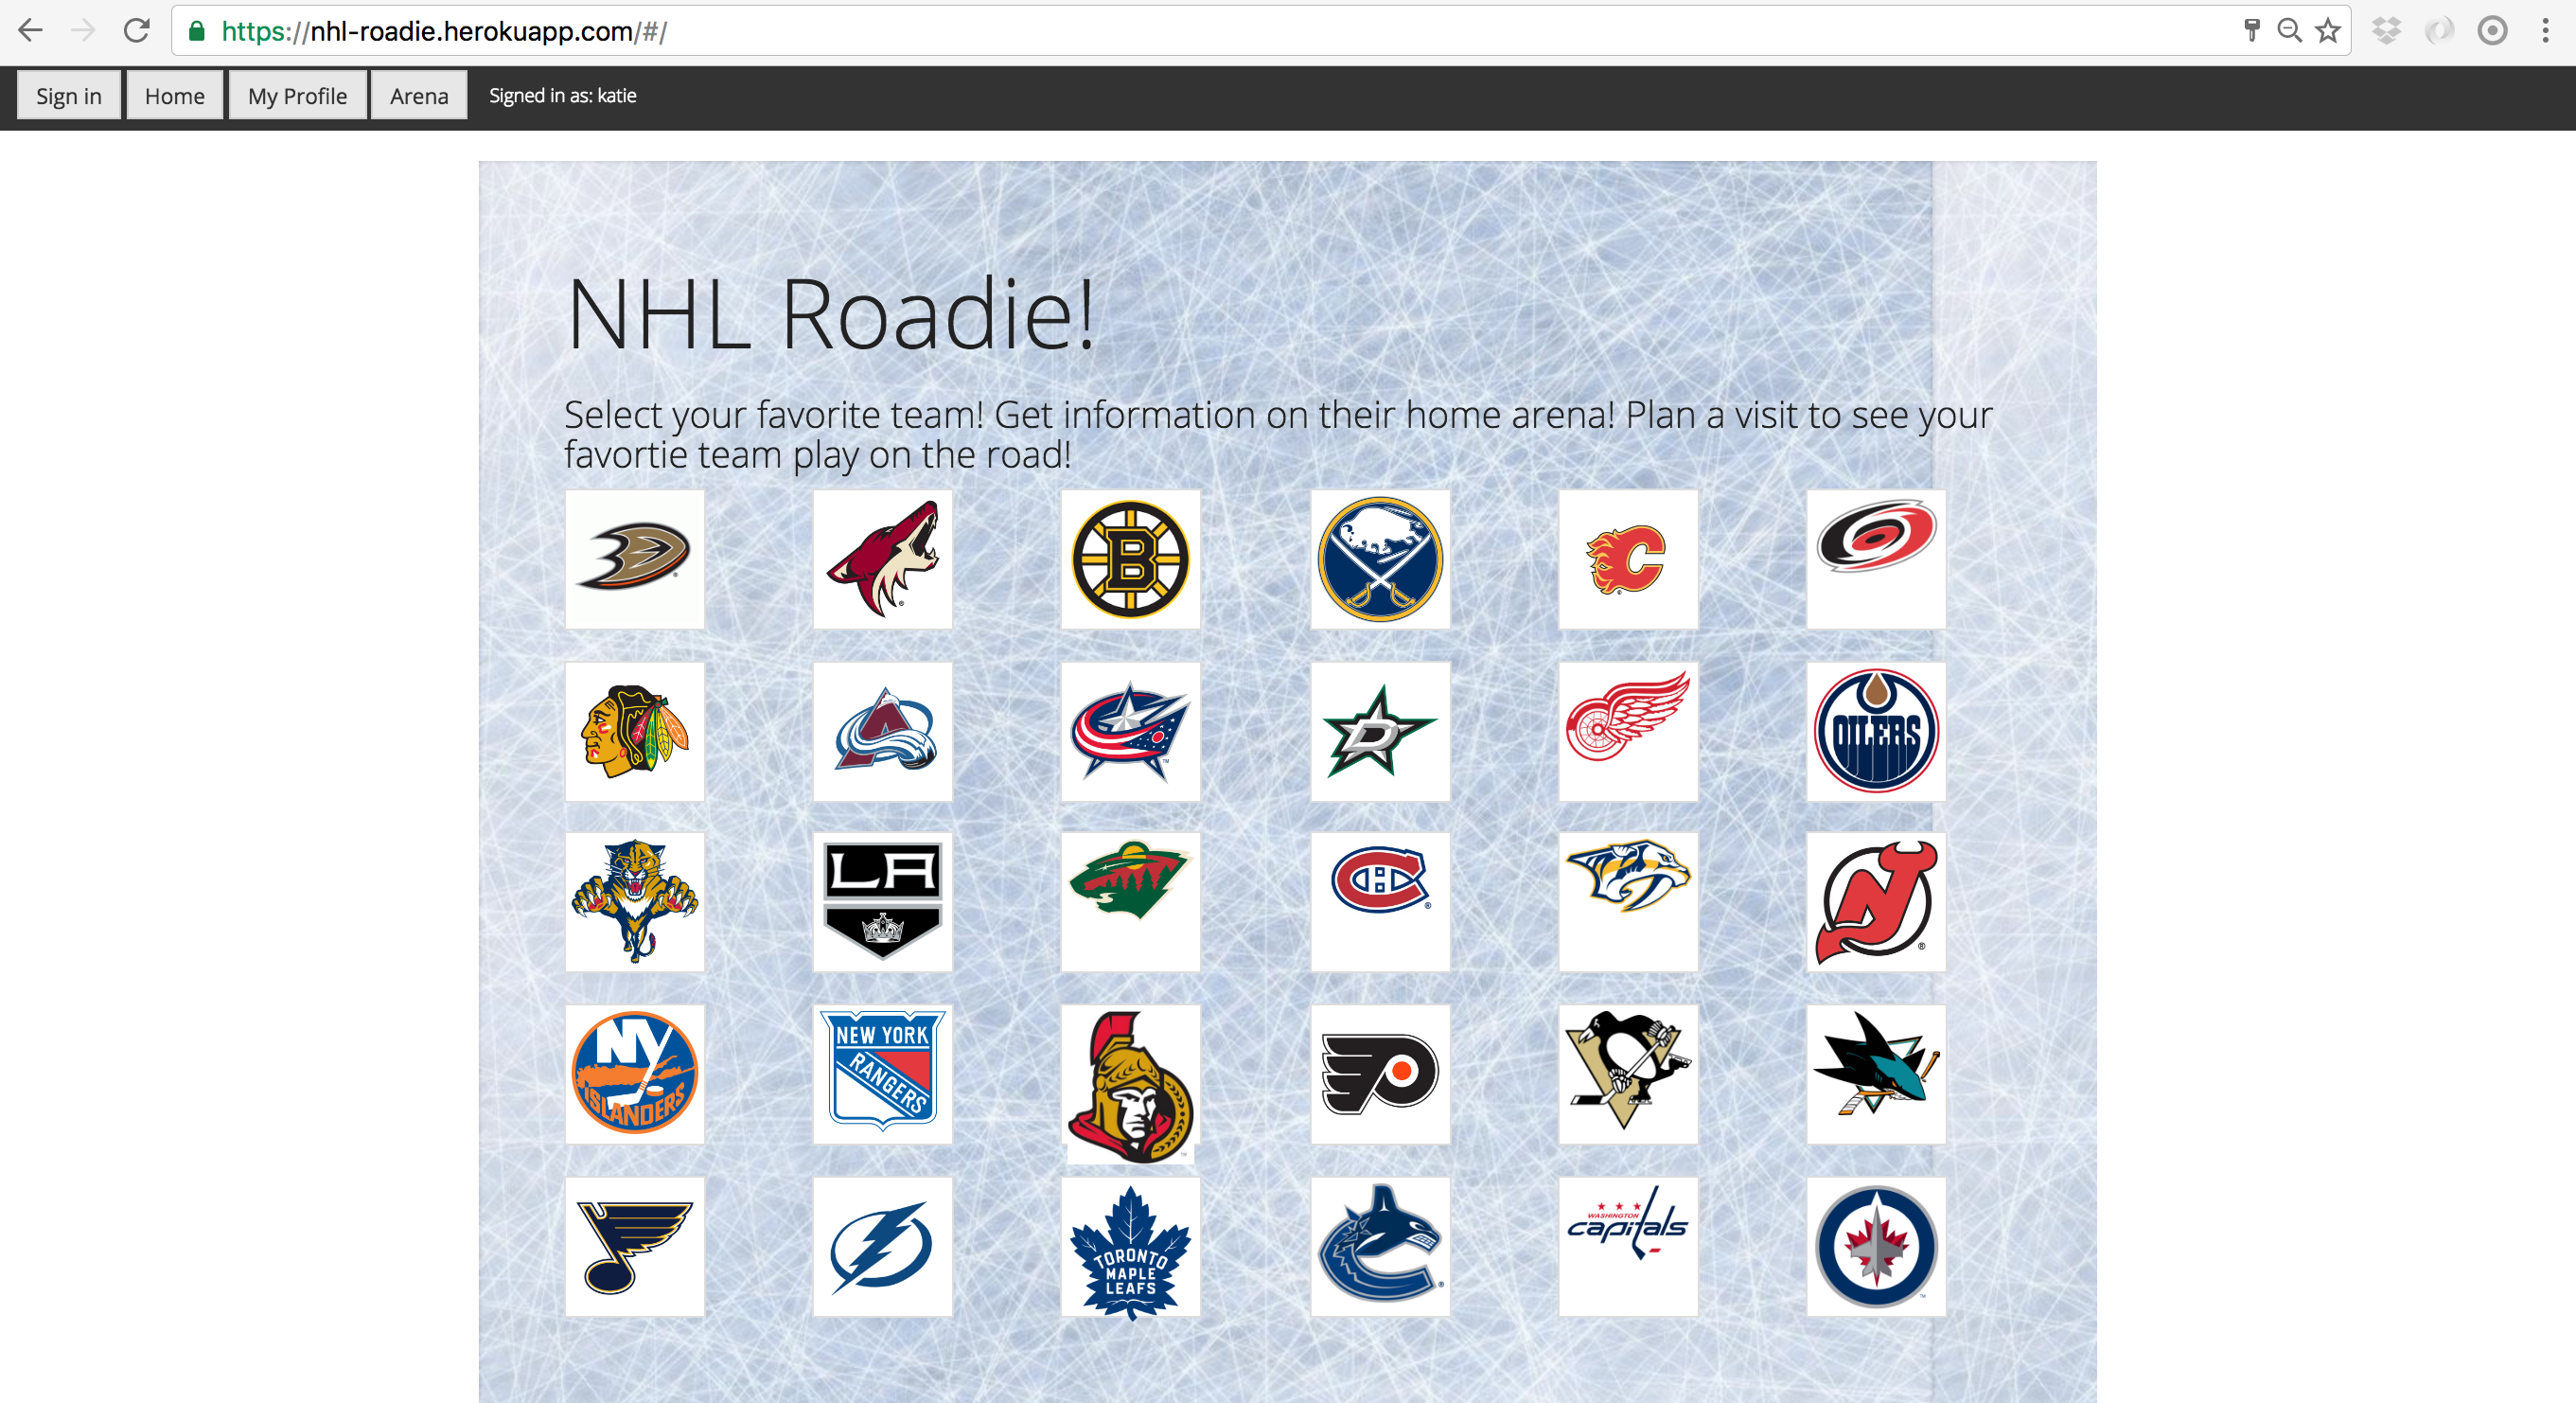 https://nhl-roadie.herokuapp.com/#/
Sign in Home My Profile Arena Signed in as: katie
NHL Roadie!
Select your favorite team! Get information on their home arena! Plan a visit to see your
favortie team play on the road!
B
C
OILERS
LA
NY
ISLANDERS
NEW YORK
RANGERS
TORONTO
MAPLE
LEAFS
WASHINGTON
capitals